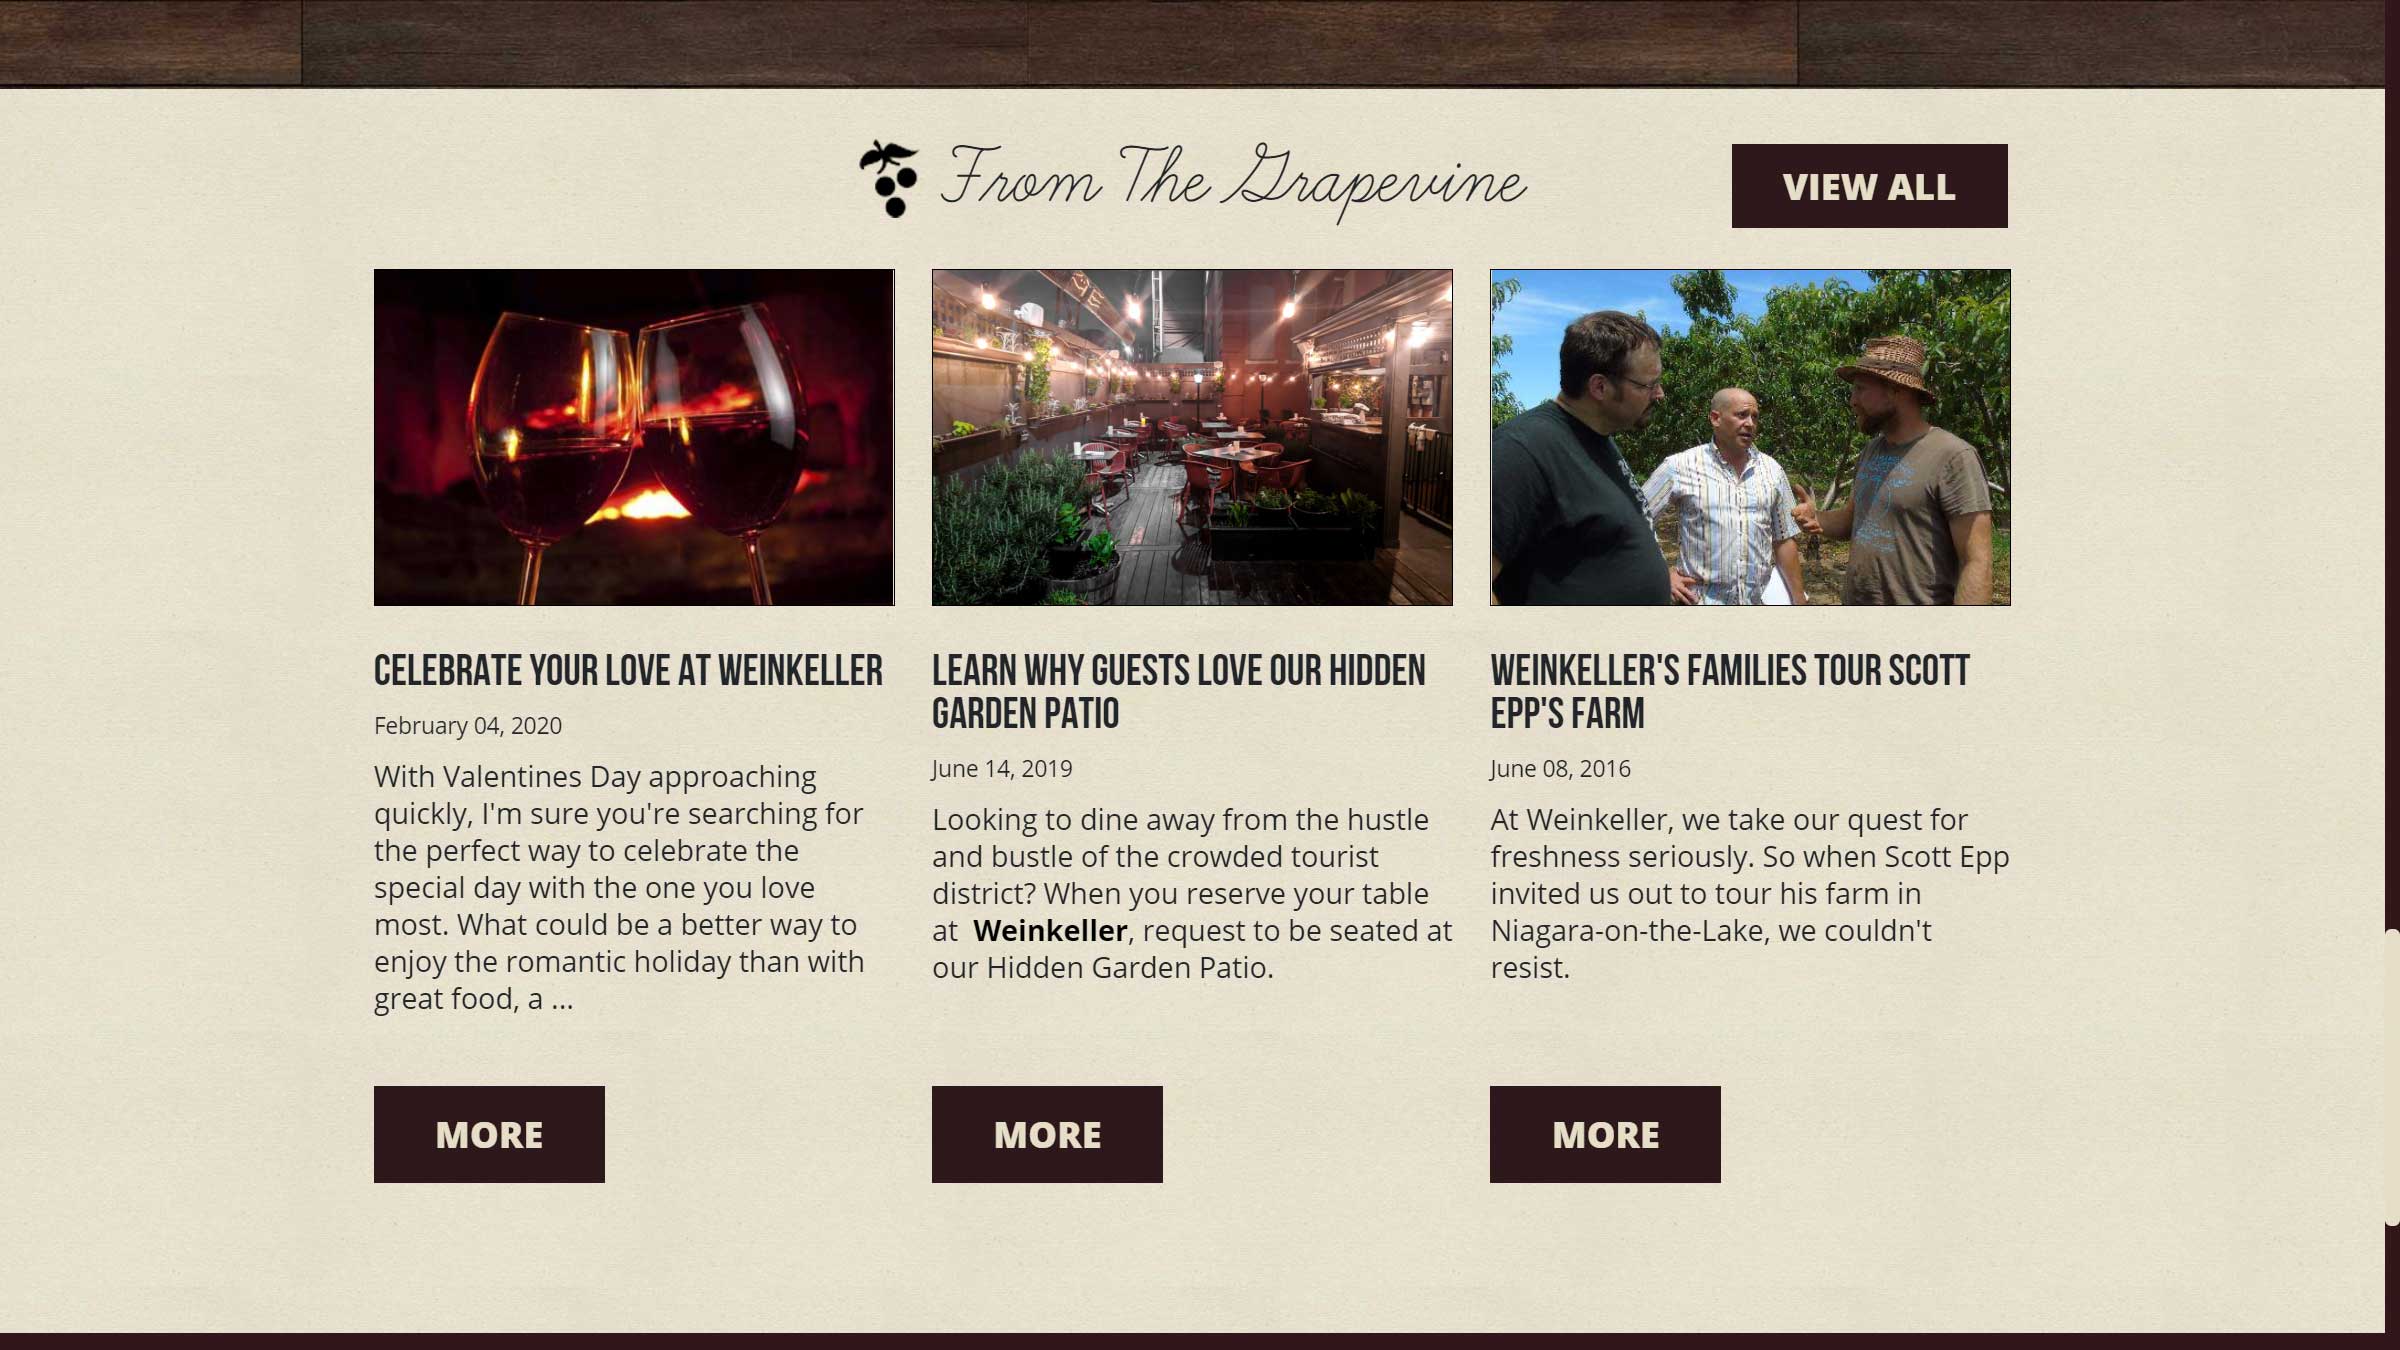 From The Grapevine
VIEW ALL
CELEBRATE YOUR LOVE AT WEINKELLER
February 04, 2020
With Valentines Day approaching
quickly, I'm sure you're searching for
the perfect way to celebrate the
special day with the one you love
most. What could be a better way to
enjoy the romantic holiday than with
great food, a ...
MORE
LEARN WHY GUESTS LOVE OUR HIDDEN
GARDEN PATIO
June 14, 2019
Looking to dine away from the hustle
and bustle of the crowded tourist
district? When you reserve your table
at Weinkeller, request to be seated at
our Hidden Garden Patio.
MORE
WEINKELLER'S FAMILIES TOUR SCOTT
EPP'S FARM
June 08, 2016
At Weinkeller, we take our quest for
freshness seriously. So when Scott Epp
invited us out to tour his farm in
Niagara-on-the-Lake, we couldn't
resist.
MORE